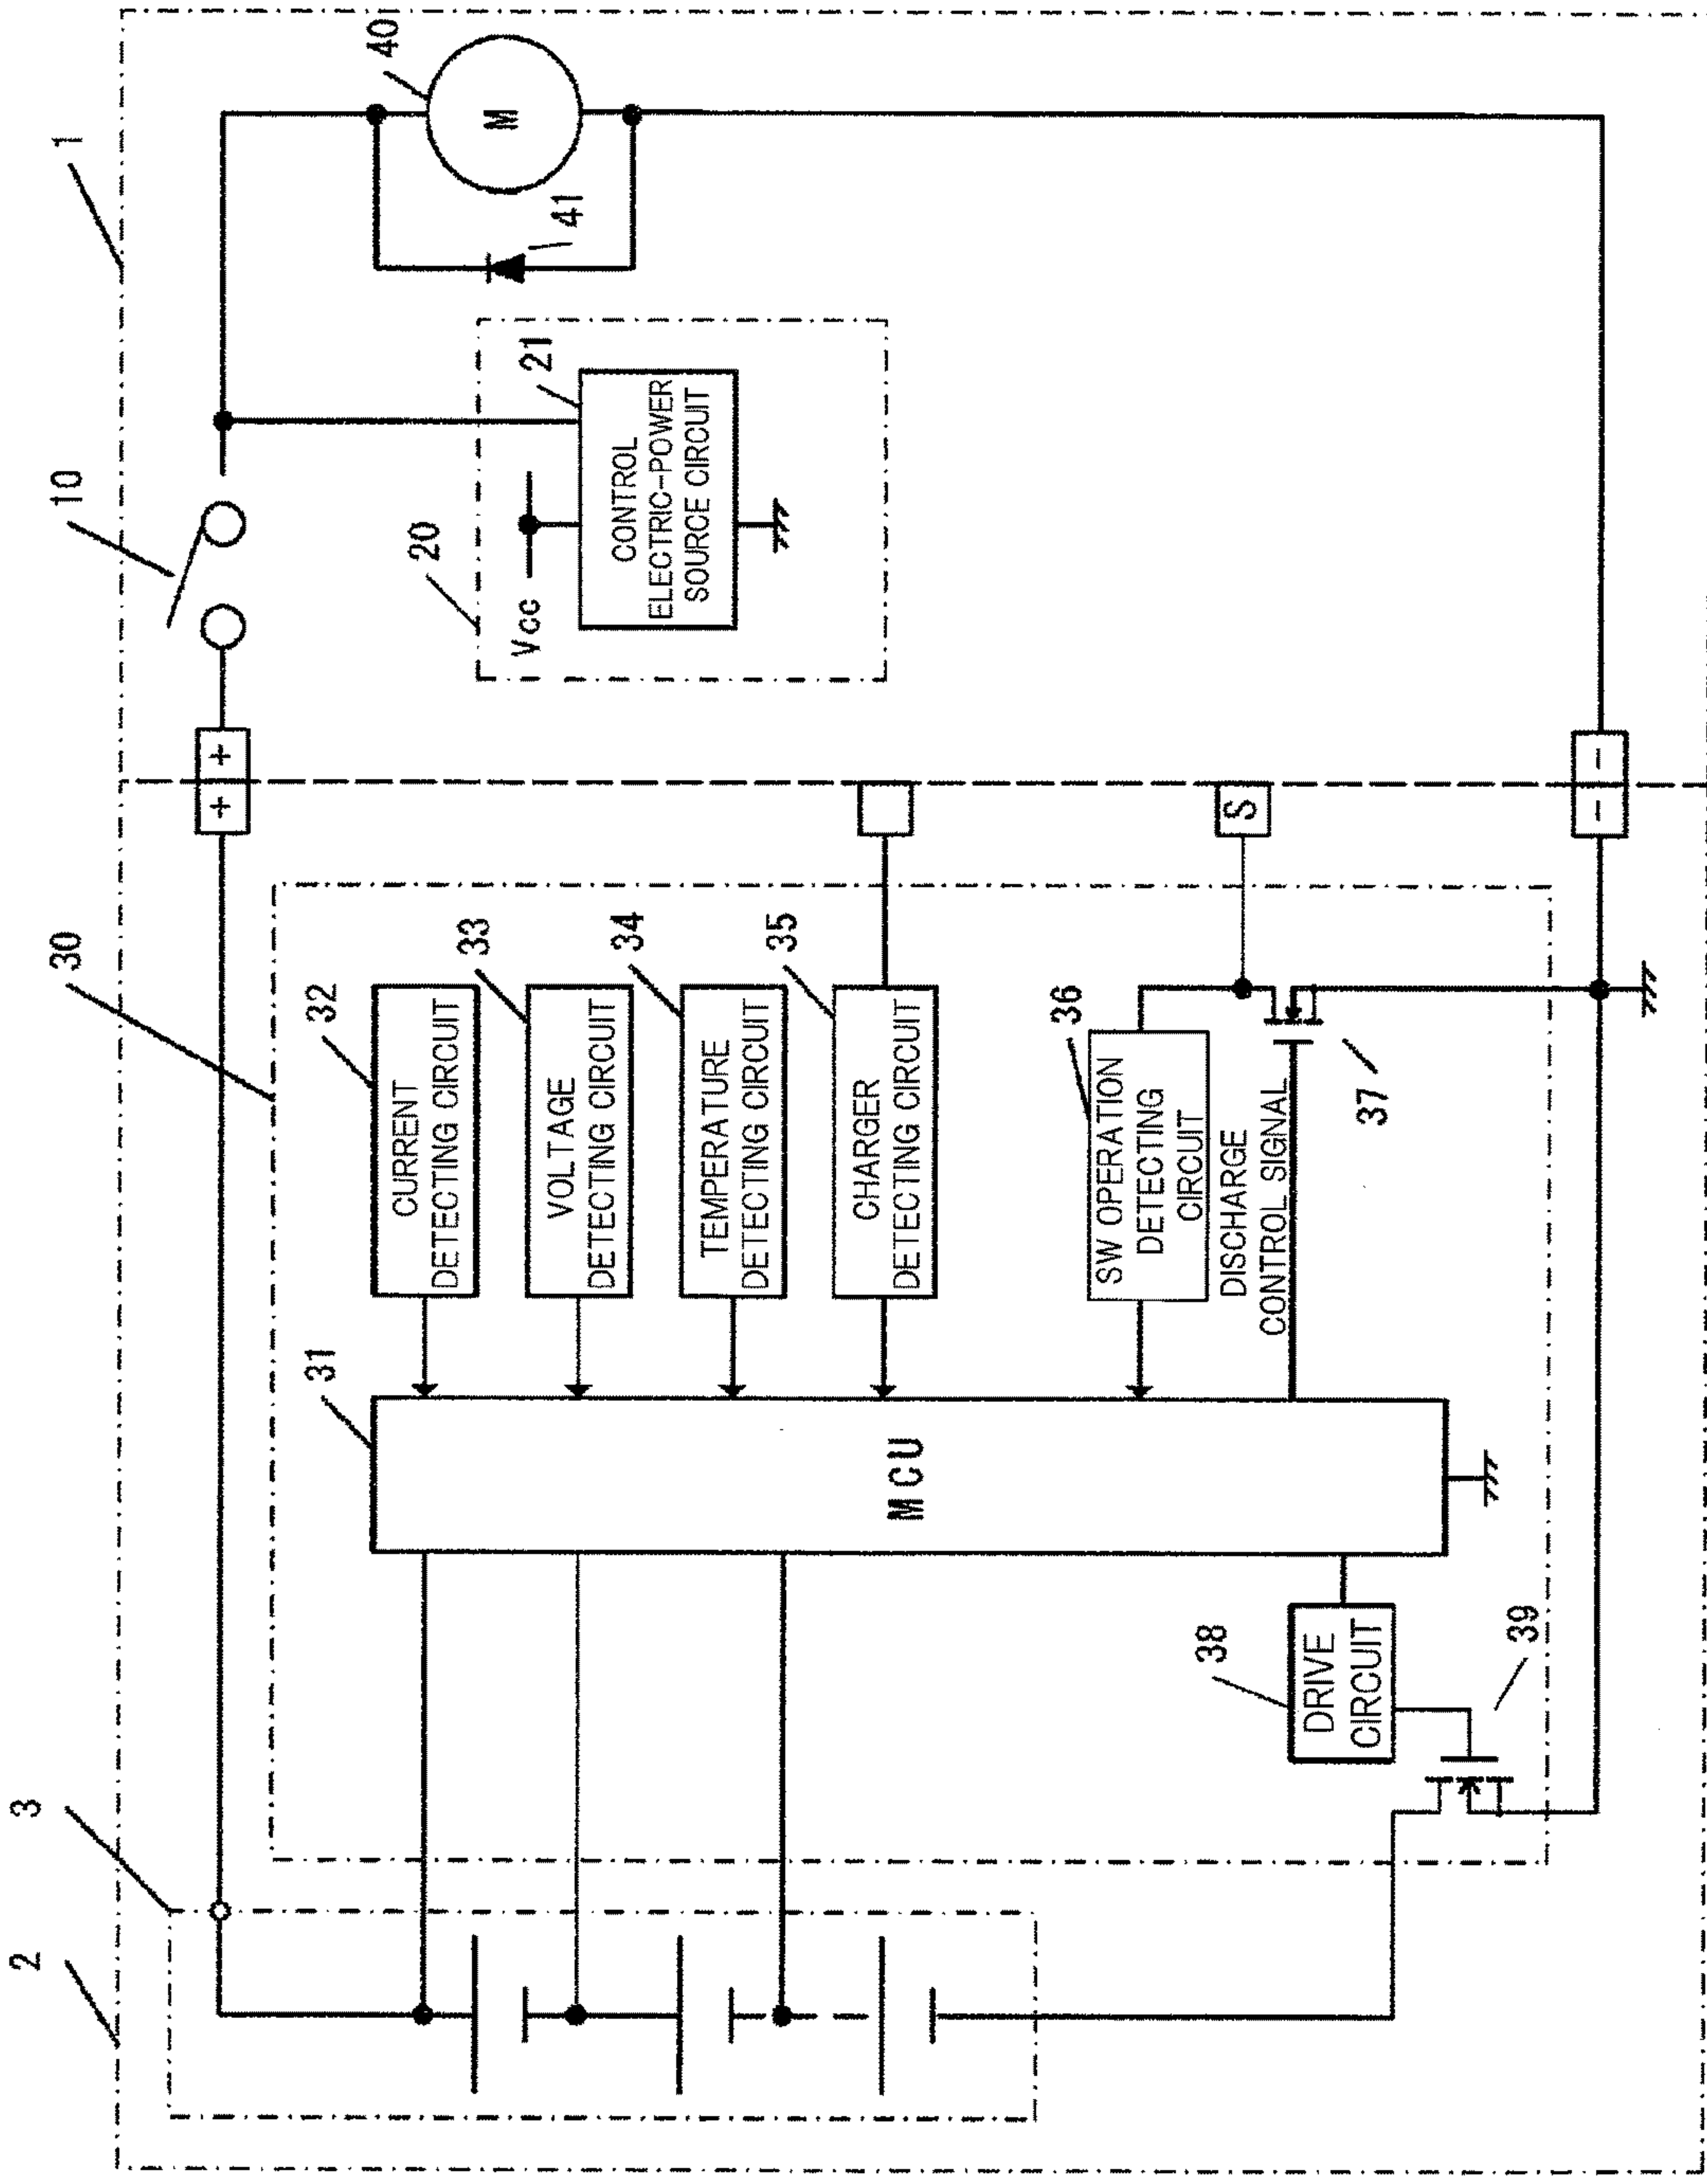 1
10
40
M
41
20
21
Vcc
CONTROL
ELECTRIC-POWER
SOURCE CIRCUIT
+
+
-
-
S
2
3
30
31
MCU
32
CURRENT
DETECTING CIRCUIT
33
VOLTAGE
DETECTING CIRCUIT
34
TEMPERATURE
DETECTING CIRCUIT
35
CHARGER
DETECTING CIRCUIT
36
SW OPERATION
DETECTING
CIRCUIT
DISCHARGE
CONTROL SIGNAL
37
38
DRIVE
CIRCUIT
39